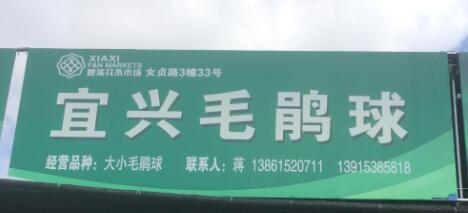 XIAXI
F&N MARKETS
夏溪花木市场 女贞路3幢33号
宜兴毛鹃球
经营品种：大小毛鹃球 联系人：蒋 13861520711 13915385818